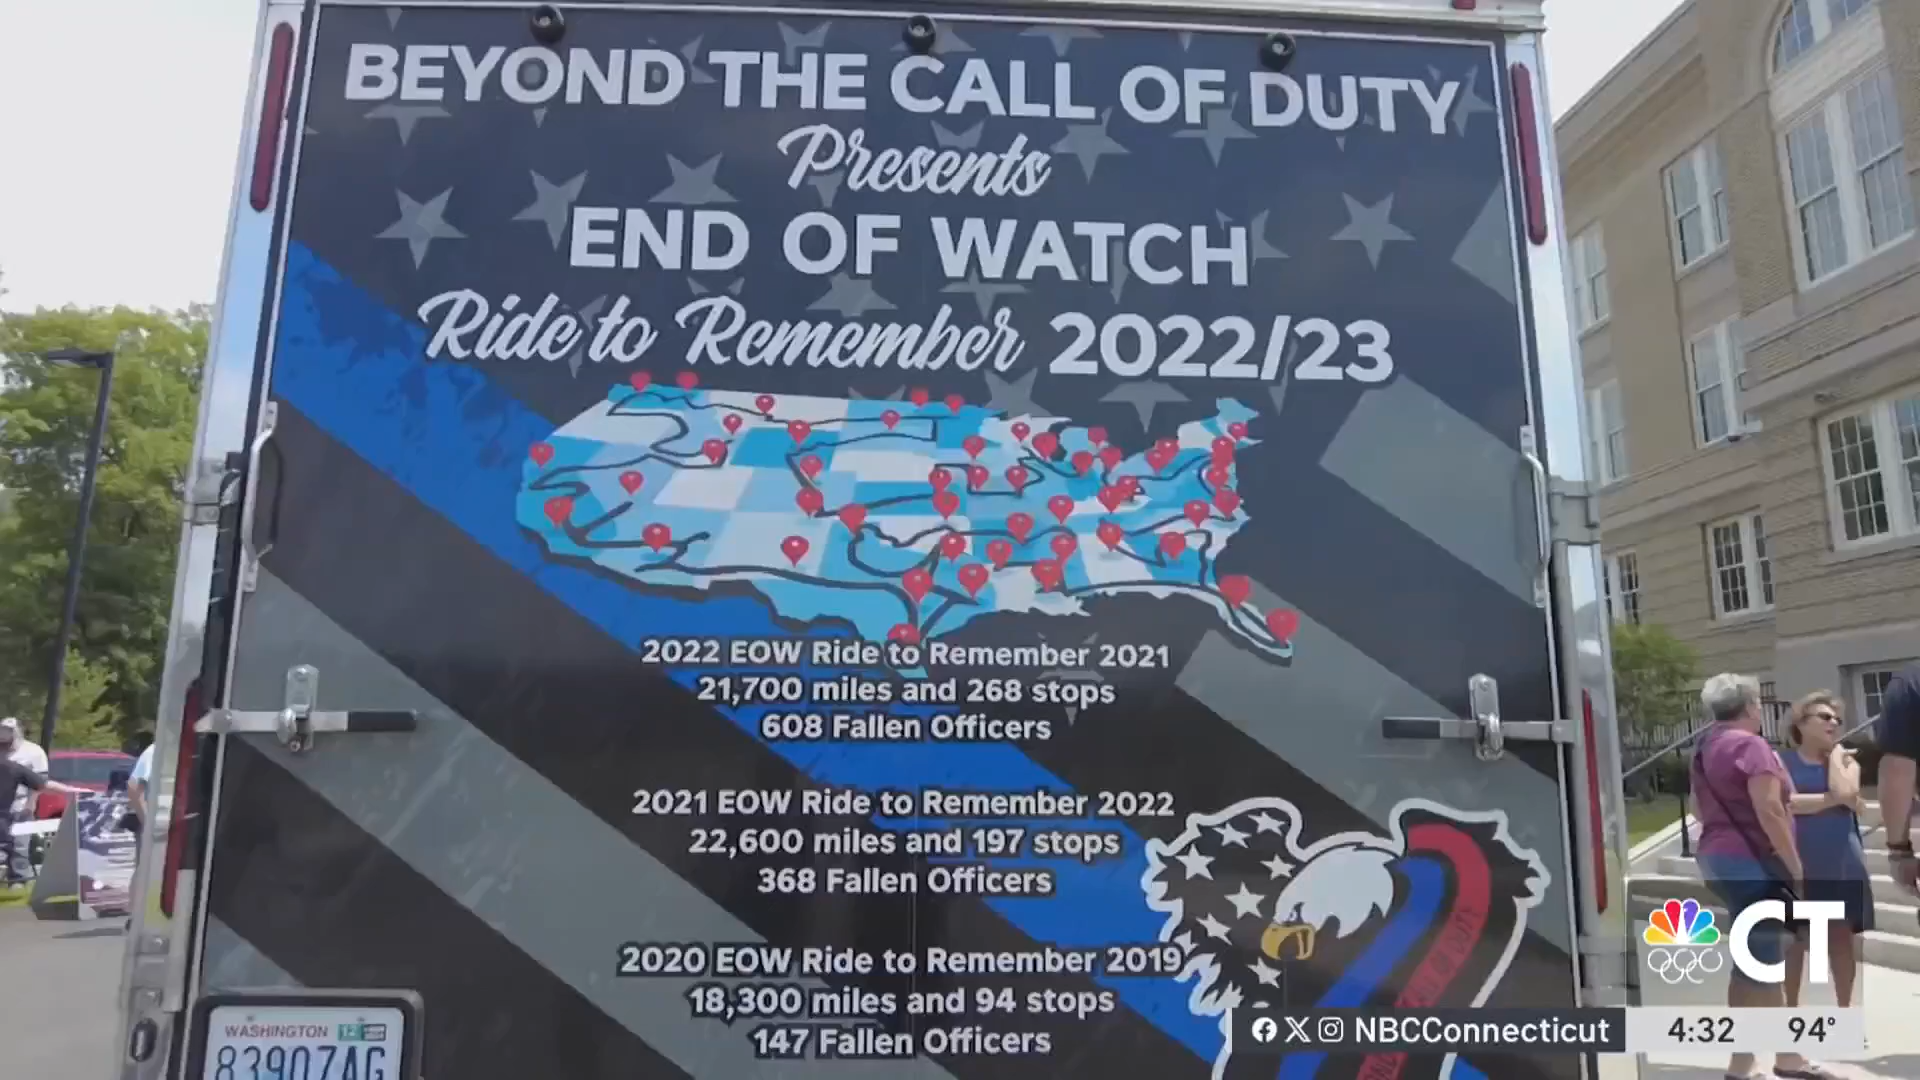 BEYOND THE CALL OF DUTY
Presents
END OF WATCH
Ride to Remember 2022/23
2022 EOW Ride to Remember 2021
21,700 miles and 268 stops
608 Fallen Officers
2021 EOW Ride to Remember 2022
22,600 miles and 197 stops
368 Fallen Officers
2020 EOW Ride to Remember 2019
18,300 miles and 94 stops
147 Fallen Officers
WASHINGTON 12
83907AG
CT
NBCConnecticut
4:32 94°